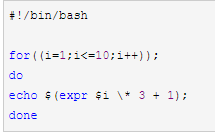 #!/bin/bash
for((i=1;i<=10;i++));
do
echo $(expr $i \* 3 + 1);
done